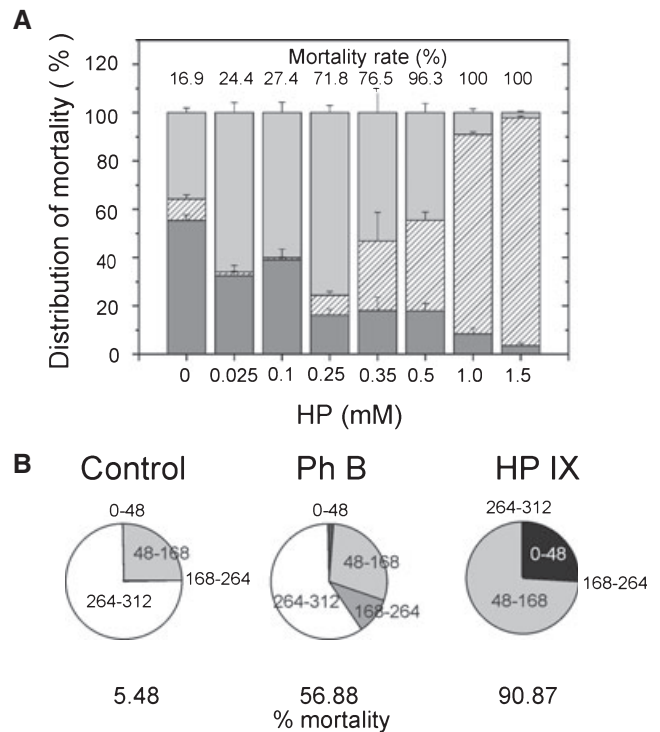 A
Mortality rate (%)
16.9 24.4 27.4 71.8 76.5 96.3 100 100
Distribution of mortality ( % )
120
100
80
60
40
20
0
0 0.025 0.1 0.25 0.35 0.5 1.0 1.5
HP (mM)
B
Control Ph B HP IX
0-48 0-48 264-312
48-168 48-168 0-48
168-264 168-264
264-312 264-312 168-264 48-168
5.48 56.88 90.87
% mortality